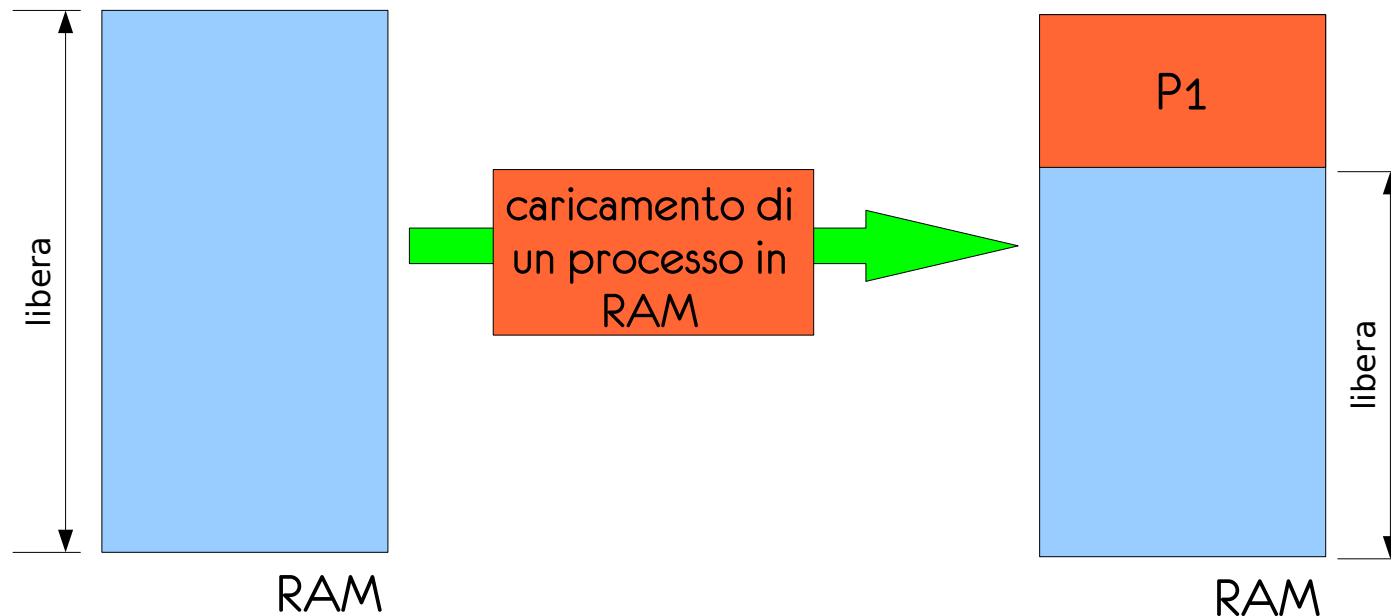 libera
RAM
caricamento di
un processo in
RAM
P1
libera
RAM